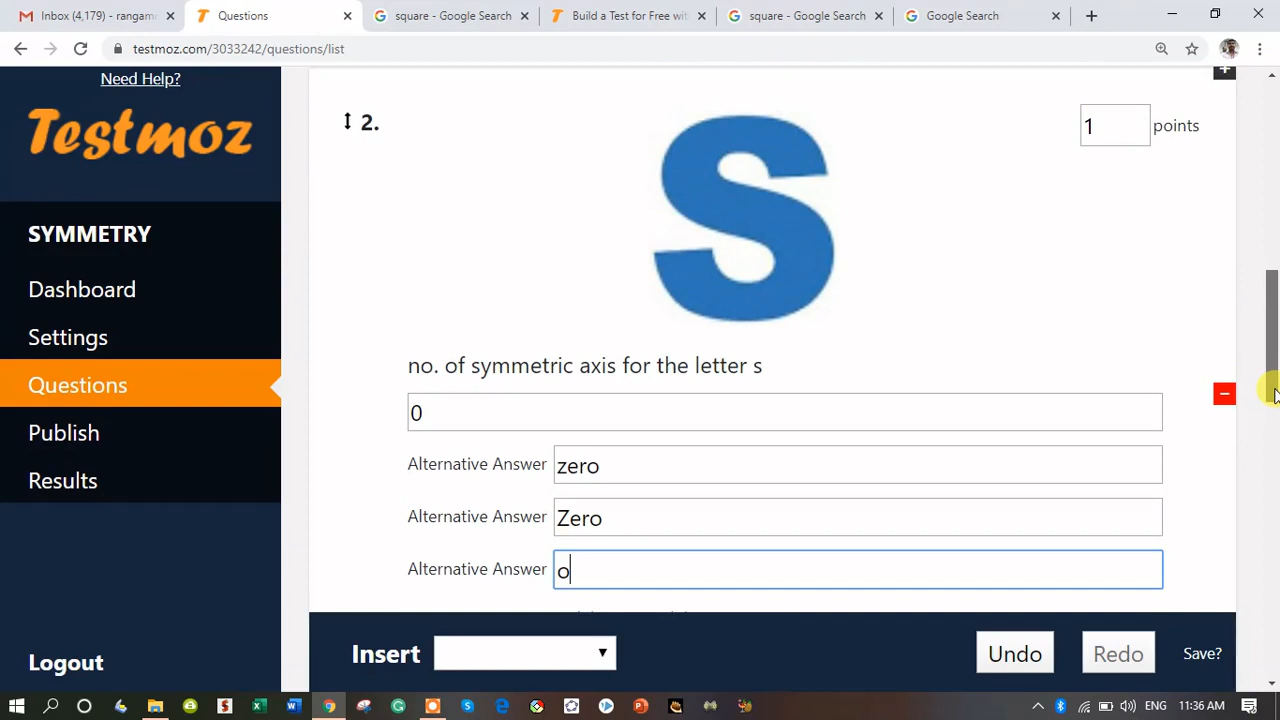 Inbox (4,179) - rangamo
Questions
square - Google Search
Build a Test for Free wit
square - Google Search
Google Search
testmoz.com/3033242/questions/list
Need Help?
Testmoz
SYMMETRY
Dashboard
Settings
Questions
Publish
Results
Logout
2.
1 points
S
no. of symmetric axis for the letter s
0
Alternative Answer zero
Alternative Answer Zero
Alternative Answer o
Insert
Undo
Redo
Save?
11:36 AM